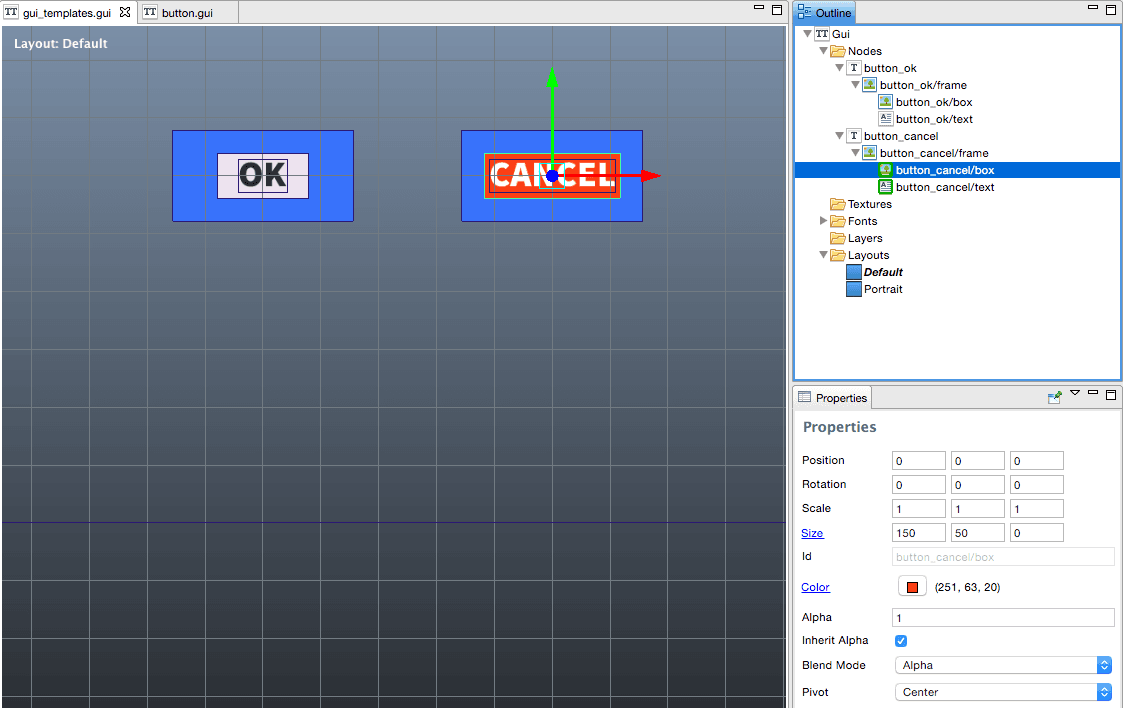 gui_templates.gui
button.gui
Layout: Default
OK
CANCEL
Outline
Gui
Nodes
button_ok
button_ok/frame
button_ok/box
button_ok/text
button_cancel
button_cancel/frame
button_cancel/box
button_cancel/text
Textures
Fonts
Layers
Layouts
Default
Portrait
Properties
Properties
Position 0 0 0
Rotation 0 0 0
Scale 1 1 1
Size 150 50 0
Id button_cancel/box
Color (251, 63, 20)
Alpha 1
Inherit Alpha
Blend Mode Alpha
Pivot Center